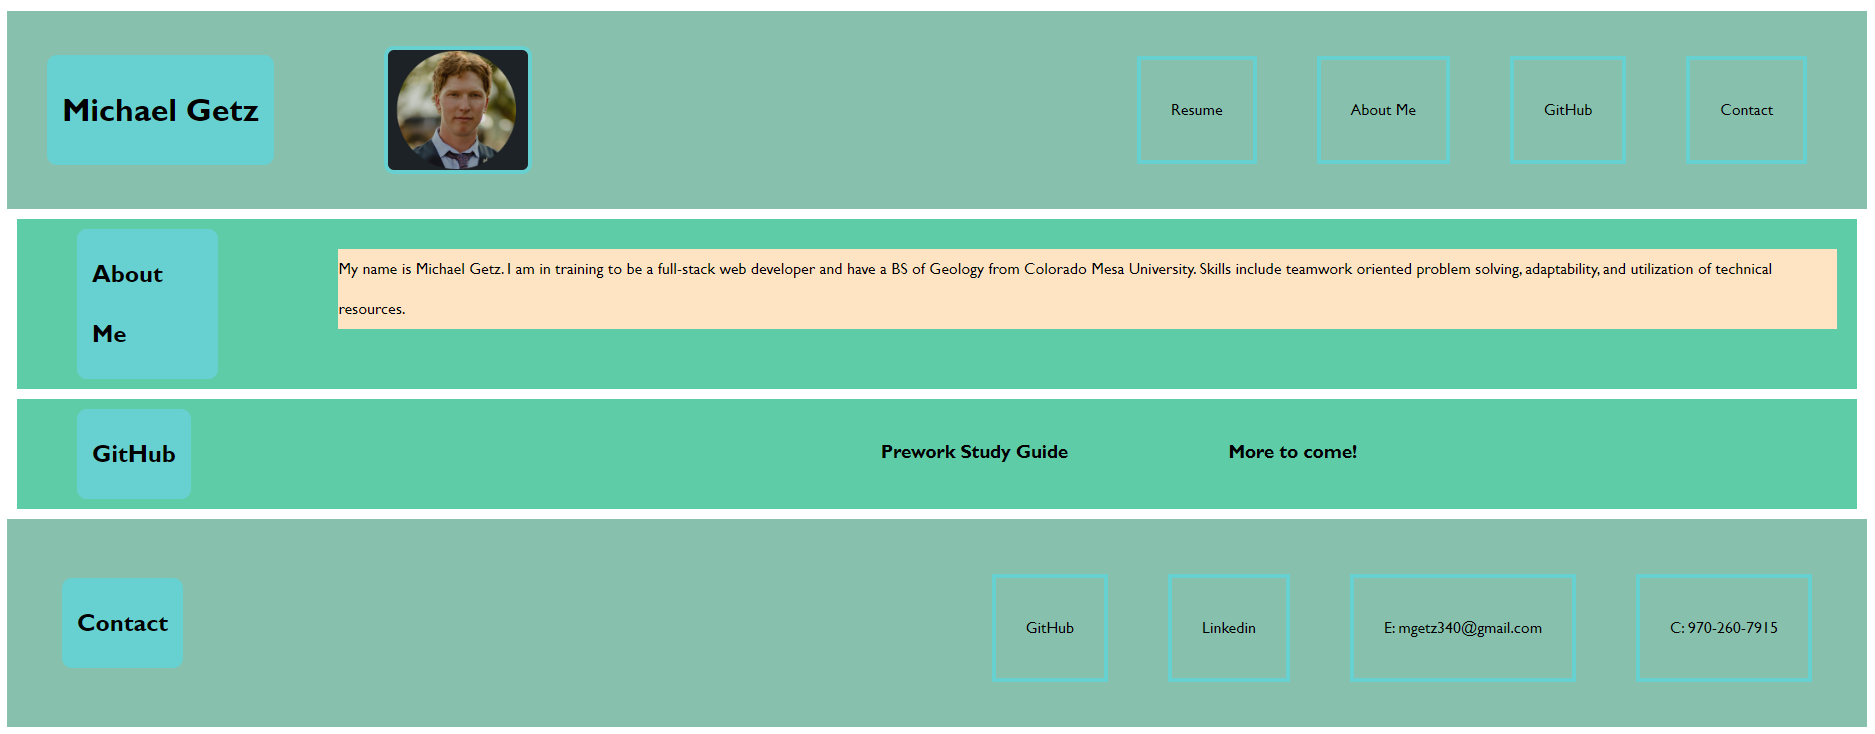 Michael Getz
Resume
About Me
GitHub
Contact
About
Me
My name is Michael Getz. I am in training to be a full-stack web developer and have a BS of Geology from Colorado Mesa University. Skills include teamwork oriented problem solving, adaptability, and utilization of technical
resources.
GitHub
Prework Study Guide
More to come!
Contact
GitHub
Linkedin
E: mgetz340@gmail.com
C: 970-260-7915